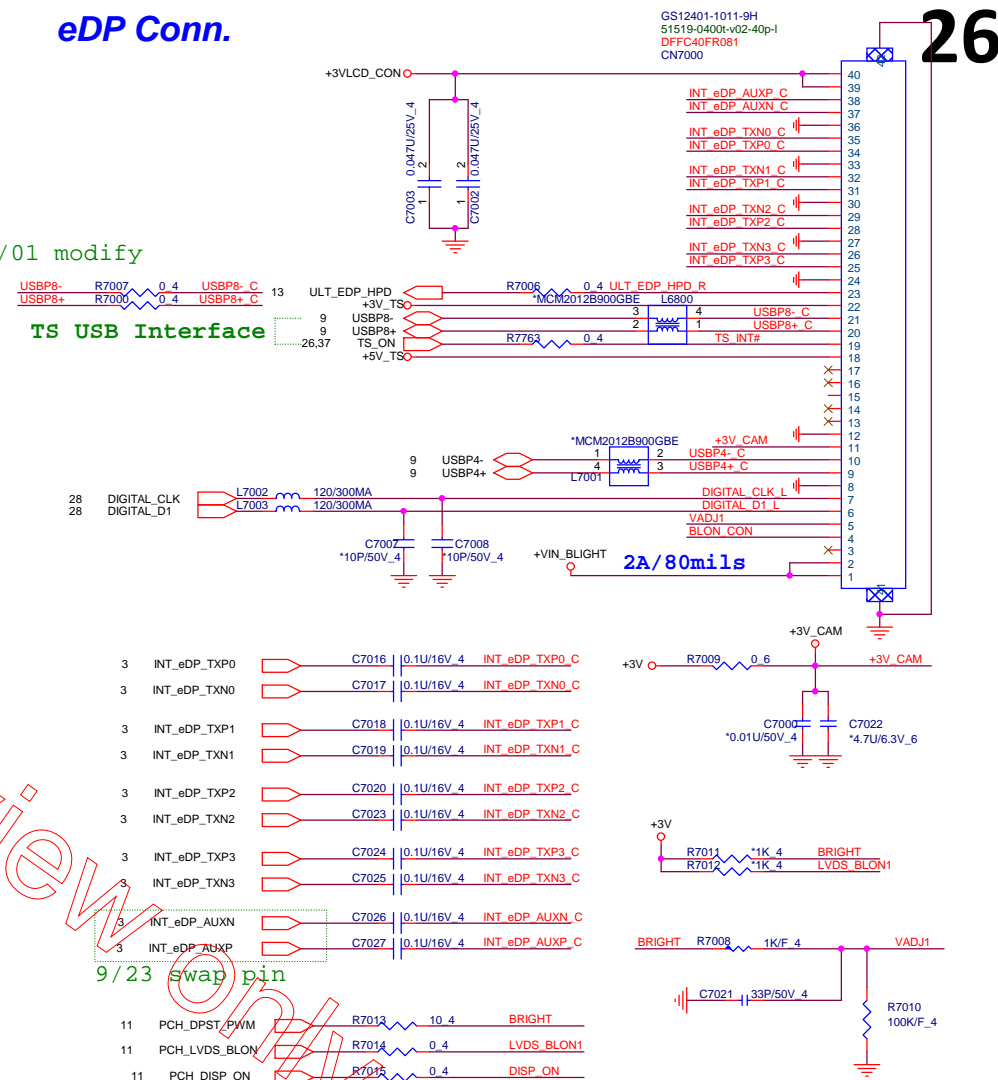 eDP Conn.
26
GS12401-1011-9H
51519-0400t-v02-40p-l
DFFC40FR081
CN7000
+3VLCD_CON
C7003 0.047U/25V_4 1 2
C7002 0.047U/25V_4 1 2
40
39
INT_eDP_AUXP_C 38
INT_eDP_AUXN_C 37
36
INT_eDP_TXN0_C 35
INT_eDP_TXP0_C 34
33
INT_eDP_TXN1_C 32
INT_eDP_TXP1_C 31
30
INT_eDP_TXN2_C 29
INT_eDP_TXP2_C 28
27
INT_eDP_TXN3_C 26
INT_eDP_TXP3_C 25
24
/01 modify
USBP8- R7007 0_4 USBP8-_C
USBP8+ R7000 0_4 USBP8+_C
TS USB Interface
13 ULT_EDP_HPD R7006 0_4 ULT_EDP_HPD_R 23
+3V_TS *MCM2012B900GBE L6800 22
9 USBP8- 3 4 USBP8-_C 21
9 USBP8+ 2 1 USBP8+_C 20
26,37 TS_ON R7763 0_4 TS_INT# 19
+5V_TS 18
17
16
15
14
13
12
*MCM2012B900GBE +3V_CAM 11
9 USBP4- 1 2 USBP4-_C 10
9 USBP4+ 4 3 USBP4+_C 9
L7001
8
28 DIGITAL_CLK L7002 120/300MA DIGITAL_CLK_L 7
28 DIGITAL_D1 L7003 120/300MA DIGITAL_D1_L 6
VADJ1 5
BLON_CON 4
C7007 *10P/50V_4
C7008 *10P/50V_4
3
+VIN_BLIGHT 2A/80mils 2
1
41
3 INT_eDP_TXP0 C7016 0.1U/16V_4 INT_eDP_TXP0_C
3 INT_eDP_TXN0 C7017 0.1U/16V_4 INT_eDP_TXN0_C
3 INT_eDP_TXP1 C7018 0.1U/16V_4 INT_eDP_TXP1_C
3 INT_eDP_TXN1 C7019 0.1U/16V_4 INT_eDP_TXN1_C
3 INT_eDP_TXP2 C7020 0.1U/16V_4 INT_eDP_TXP2_C
3 INT_eDP_TXN2 C7023 0.1U/16V_4 INT_eDP_TXN2_C
3 INT_eDP_TXP3 C7024 0.1U/16V_4 INT_eDP_TXP3_C
3 INT_eDP_TXN3 C7025 0.1U/16V_4 INT_eDP_TXN3_C
3 INT_eDP_AUXN C7026 0.1U/16V_4 INT_eDP_AUXN_C
3 INT_eDP_AUXP C7027 0.1U/16V_4 INT_eDP_AUXP_C
9/23 swap pin
11 PCH_DPST_PWM R7013 10_4 BRIGHT
11 PCH_LVDS_BLON R7014 0_4 LVDS_BLON1
11 PCH_DISP_ON R7015 0_4 DISP_ON
+3V_CAM
+3V R7009 0_6 +3V_CAM
C7000 *0.01U/50V_4
C7022 *4.7U/6.3V_6
+3V
R7011 *1K_4 BRIGHT
R7012 *1K_4 LVDS_BLON1
BRIGHT R7008 1K/F_4 VADJ1
C7021 33P/50V_4
R7010
100K/F_4